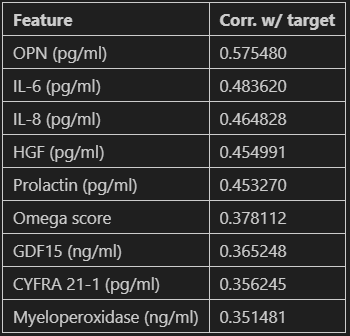 Feature Corr. w/ target
OPN (pg/ml) 0.575480
IL-6 (pg/ml) 0.483620
IL-8 (pg/ml) 0.464828
HGF (pg/ml) 0.454991
Prolactin (pg/ml) 0.453270
Omega score 0.378112
GDF15 (ng/ml) 0.365248
CYFRA 21-1 (pg/ml) 0.356245
Myeloperoxidase (ng/ml) 0.351481